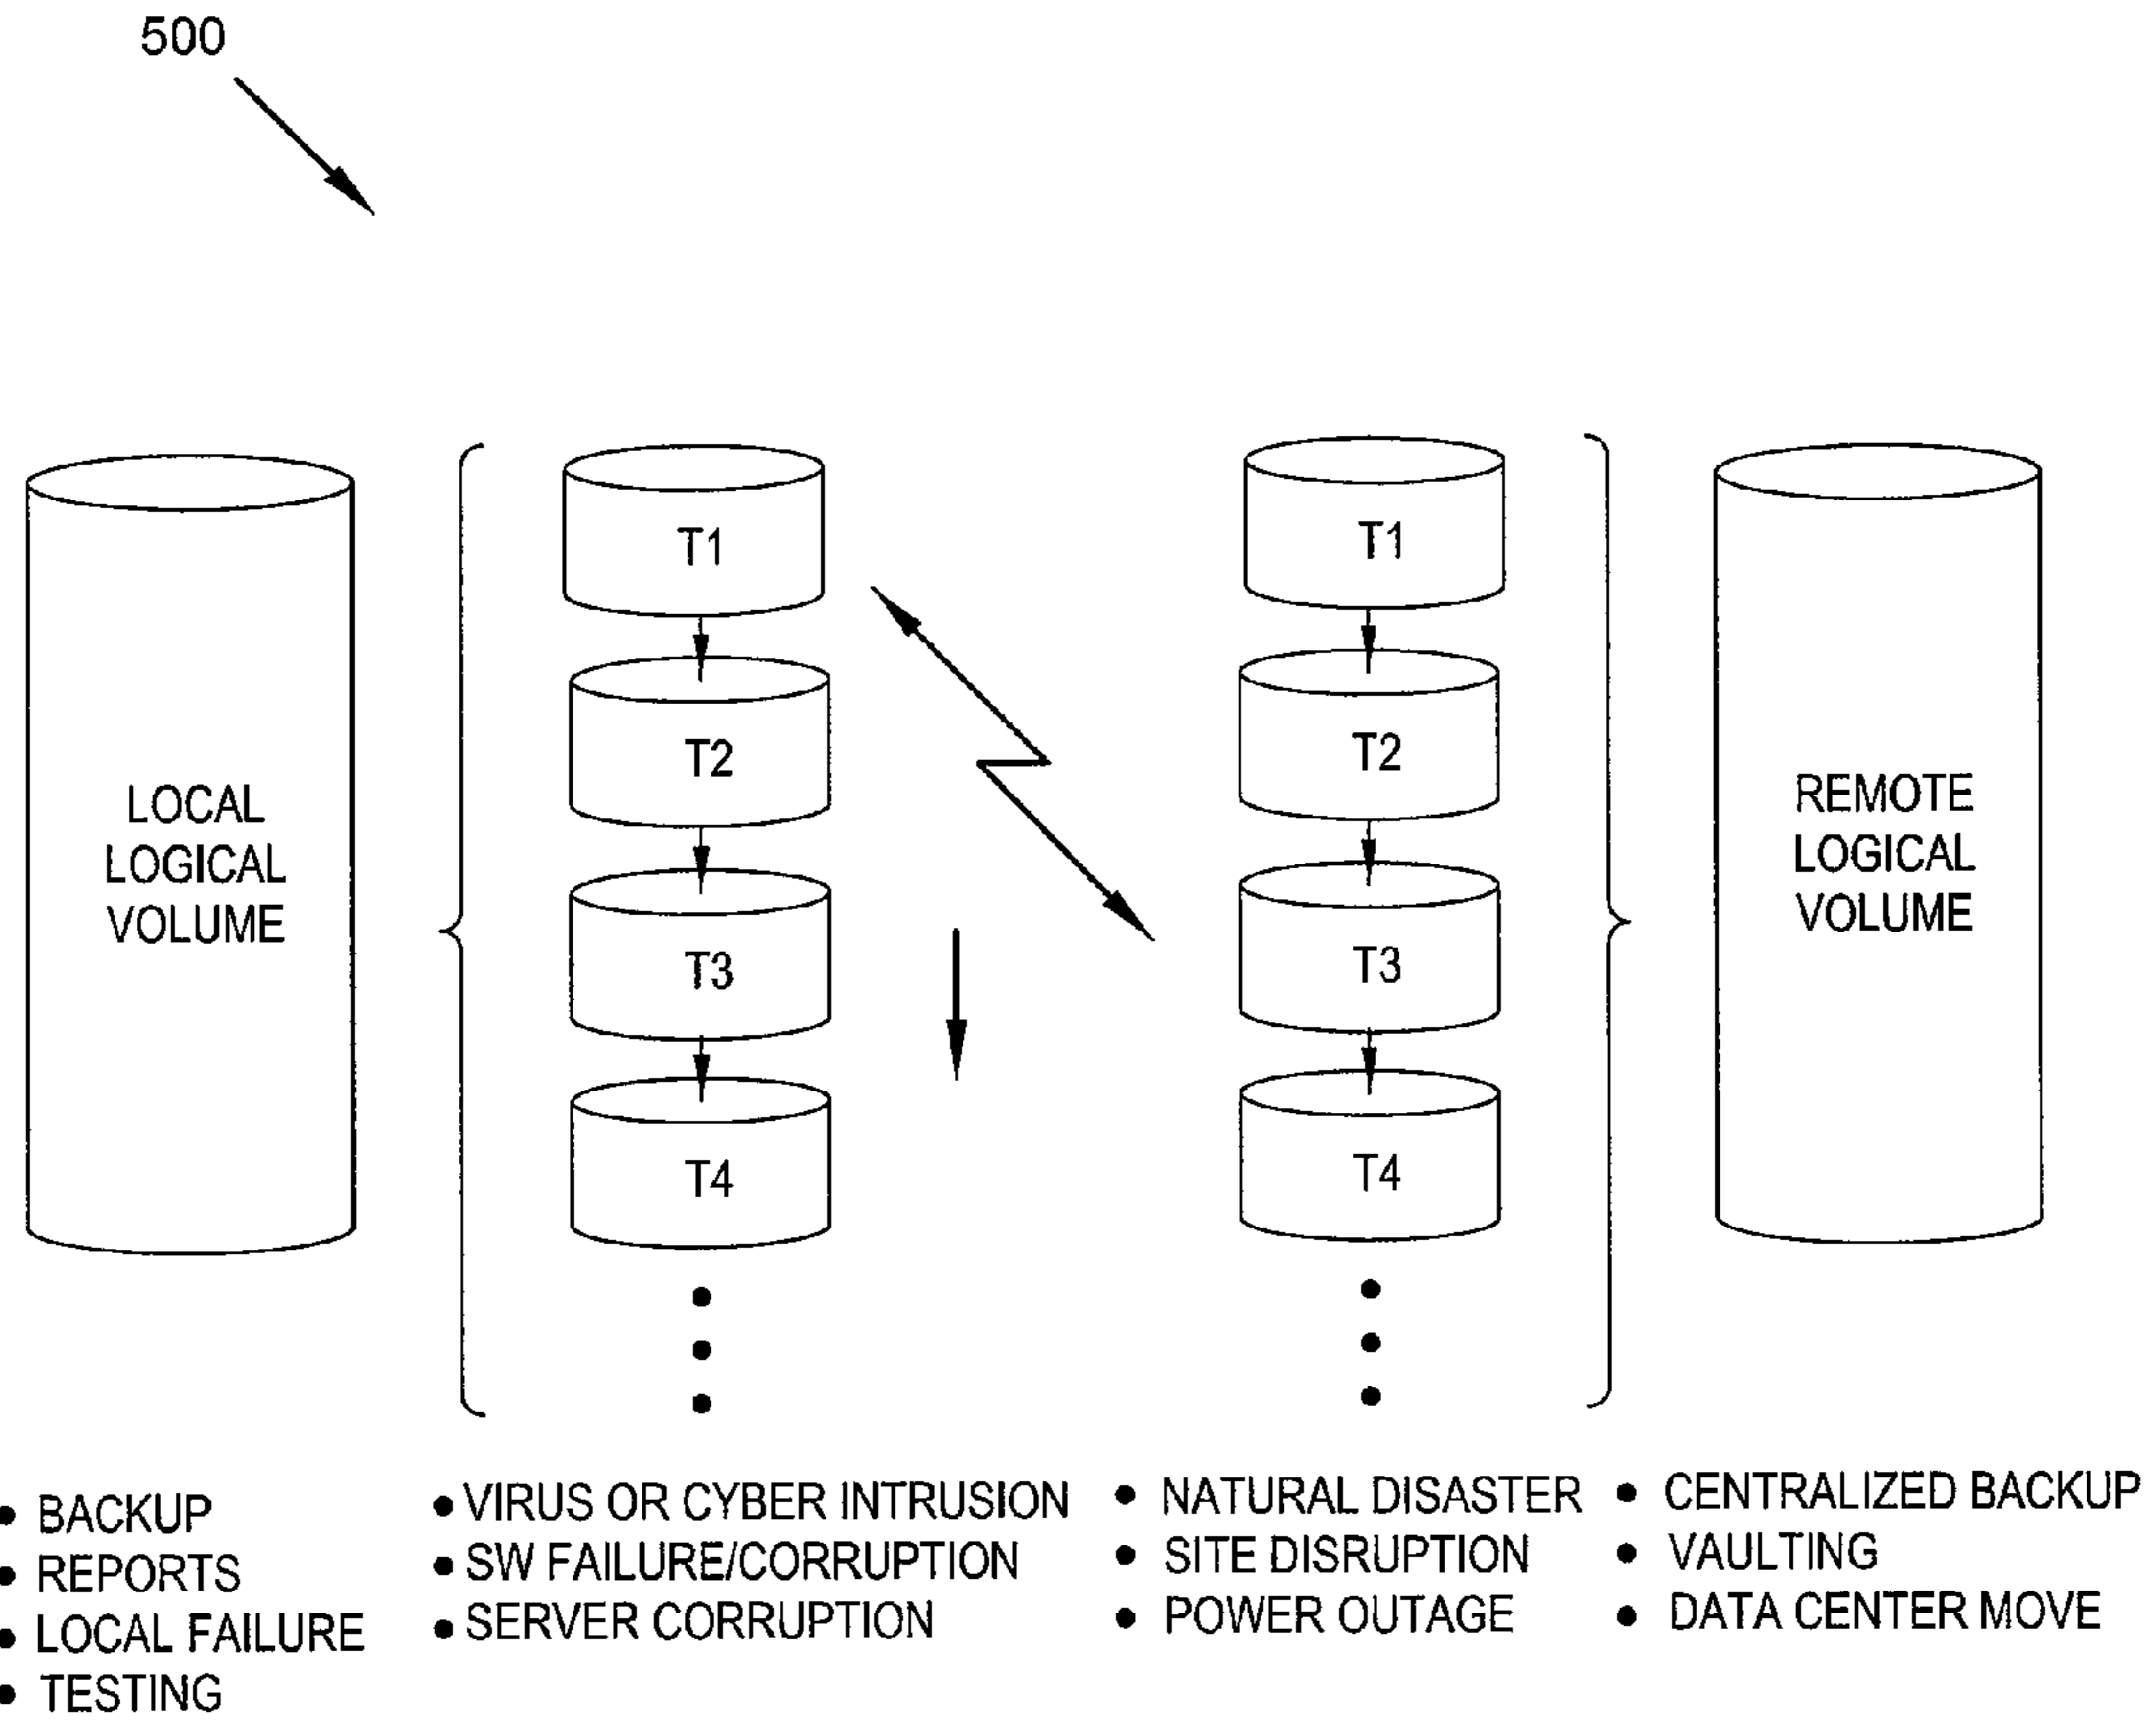 500
T1
T2
T3
T4
T1
T2
T3
T4
LOCAL
LOGICAL
VOLUME
REMOTE
LOGICAL
VOLUME
• BACKUP
• REPORTS
• LOCAL FAILURE
• TESTING
• VIRUS OR CYBER INTRUSION
• SW FAILURE/CORRUPTION
• SERVER CORRUPTION
• NATURAL DISASTER
• SITE DISRUPTION
• POWER OUTAGE
• CENTRALIZED BACKUP
• VAULTING
• DATA CENTER MOVE